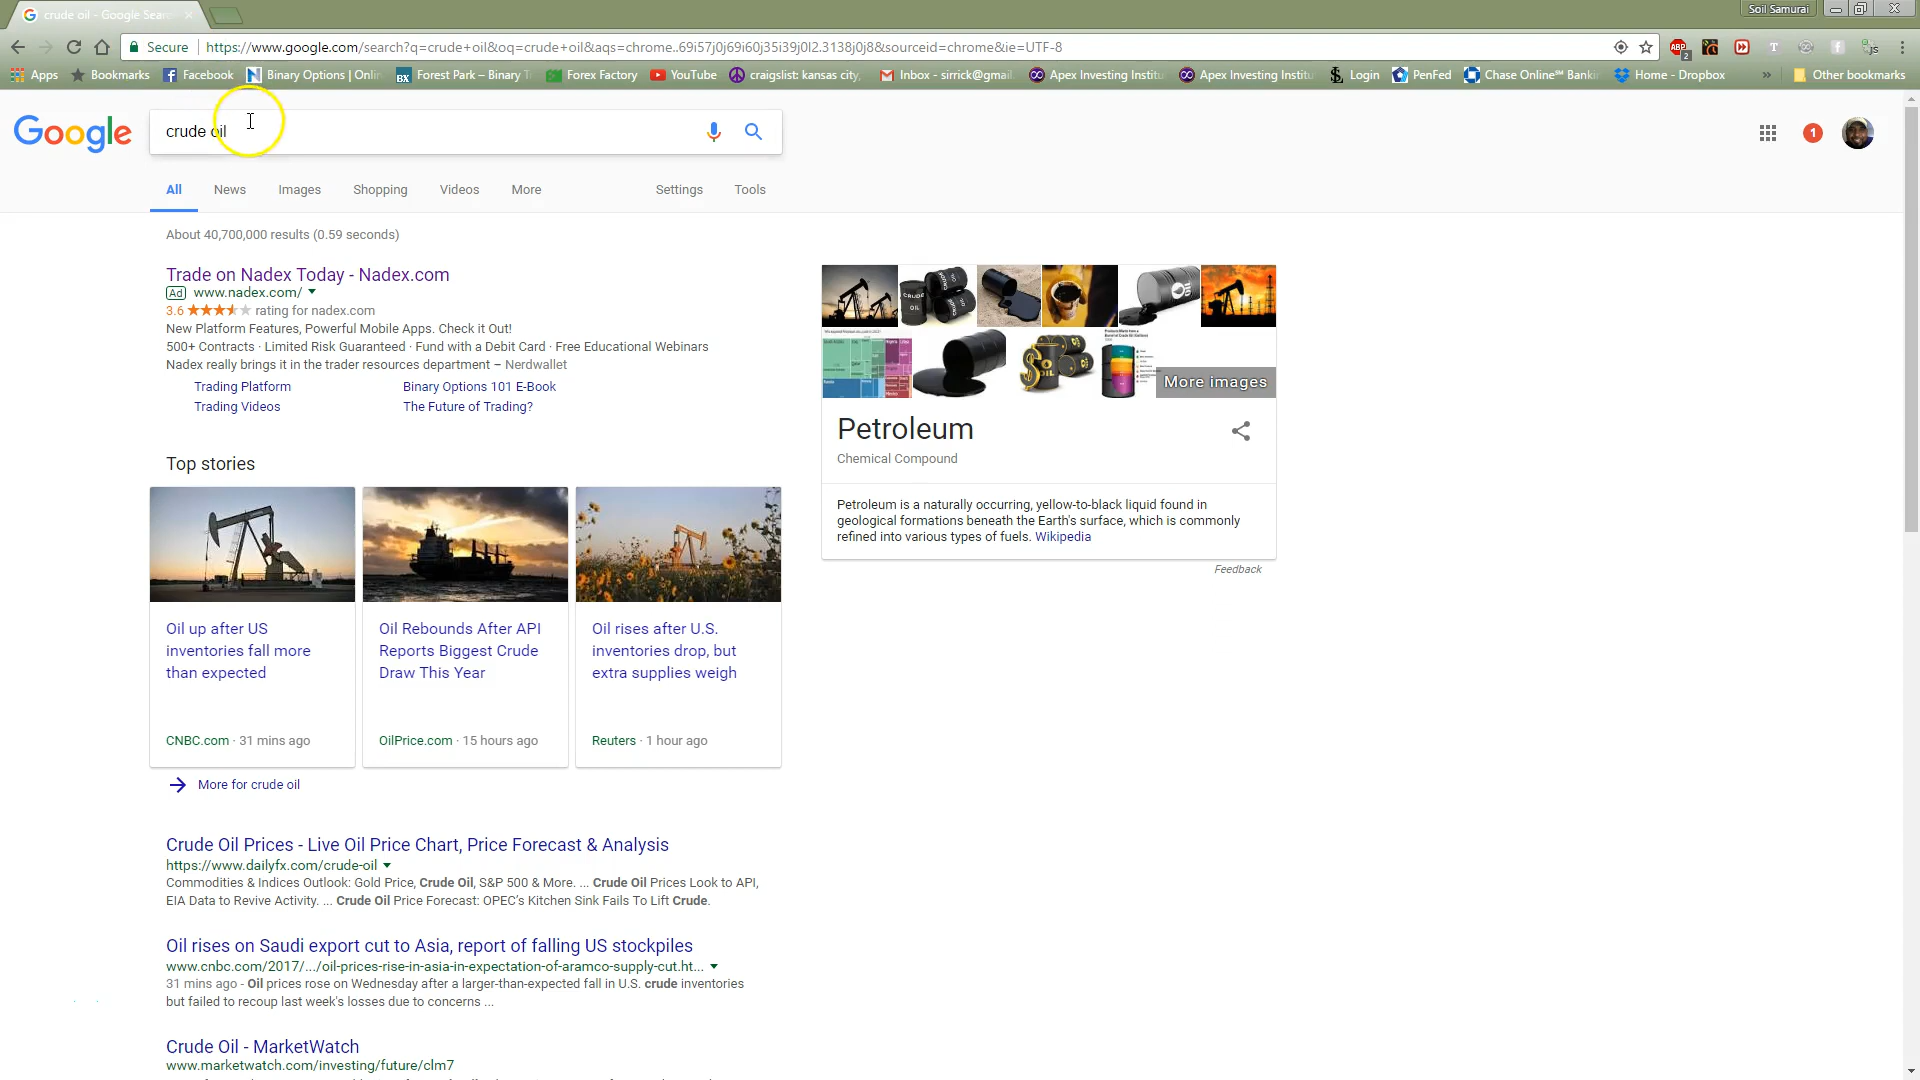 crude oil - Google Sear
Soil Samurai
Secure
https://www.google.com/search?q=crude+oil&oq=crude+oil&aqs=chrome..69i57j0j69i60j35i39j0l2.3138j0j8&sourceid=chrome&ie=UTF-8
ABP
2
T
f
js
Apps
Bookmarks
Facebook
Binary Options | Onlin
BX
Forest Park – Binary T
Forex Factory
YouTube
craigslist: kansas city,
Inbox - sirrick@gmail
Apex Investing Institu
Apex Investing Institu
Login
PenFed
Chase Online℠ Banki
Home - Dropbox
»
Other bookmarks
Google
crude oil
1
All
News
Images
Shopping
Videos
More
Settings
Tools
About 40,700,000 results (0.59 seconds)
Trade on Nadex Today - Nadex.com
Ad www.nadex.com/
3.6 rating for nadex.com
New Platform Features, Powerful Mobile Apps. Check it Out!
500+ Contracts · Limited Risk Guaranteed · Fund with a Debit Card · Free Educational Webinars
Nadex really brings it in the trader resources department – Nerdwallet
Trading Platform
Binary Options 101 E-Book
Trading Videos
The Future of Trading?
Top stories
Oil up after US
inventories fall more
than expected
CNBC.com · 31 mins ago
Oil Rebounds After API
Reports Biggest Crude
Draw This Year
OilPrice.com · 15 hours ago
Oil rises after U.S.
inventories drop, but
extra supplies weigh
Reuters · 1 hour ago
More for crude oil
Crude Oil Prices - Live Oil Price Chart, Price Forecast & Analysis
https://www.dailyfx.com/crude-oil
Commodities & Indices Outlook: Gold Price, Crude Oil, S&P 500 & More. ... Crude Oil Prices Look to API,
EIA Data to Revive Activity. ... Crude Oil Price Forecast: OPEC's Kitchen Sink Fails To Lift Crude.
Oil rises on Saudi export cut to Asia, report of falling US stockpiles
www.cnbc.com/2017/.../oil-prices-rise-in-asia-in-expectation-of-aramco-supply-cut.ht...
31 mins ago - Oil prices rose on Wednesday after a larger-than-expected fall in U.S. crude inventories
but failed to recoup last week's losses due to concerns ...
Crude Oil - MarketWatch
www.marketwatch.com/investing/future/clm7
CRUDE
OIL
OIL
$
OIL
More images
Petroleum
Chemical Compound
Petroleum is a naturally occurring, yellow-to-black liquid found in
geological formations beneath the Earth's surface, which is commonly
refined into various types of fuels. Wikipedia
Feedback